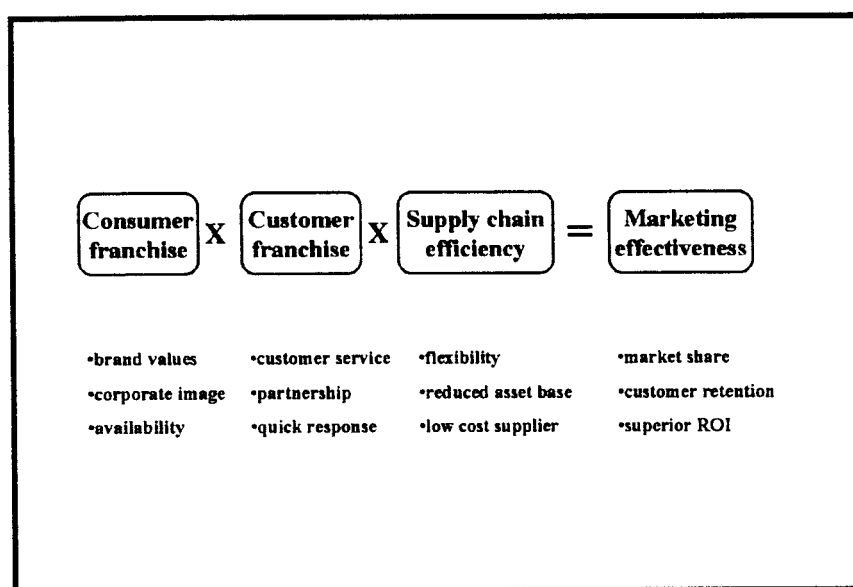 Consumer franchise X Customer franchise X Supply chain efficiency = Marketing effectiveness
•brand values
•corporate image
•availability
•customer service
•partnership
•quick response
•flexibility
•reduced asset base
•low cost supplier
•market share
•customer retention
•superior ROI